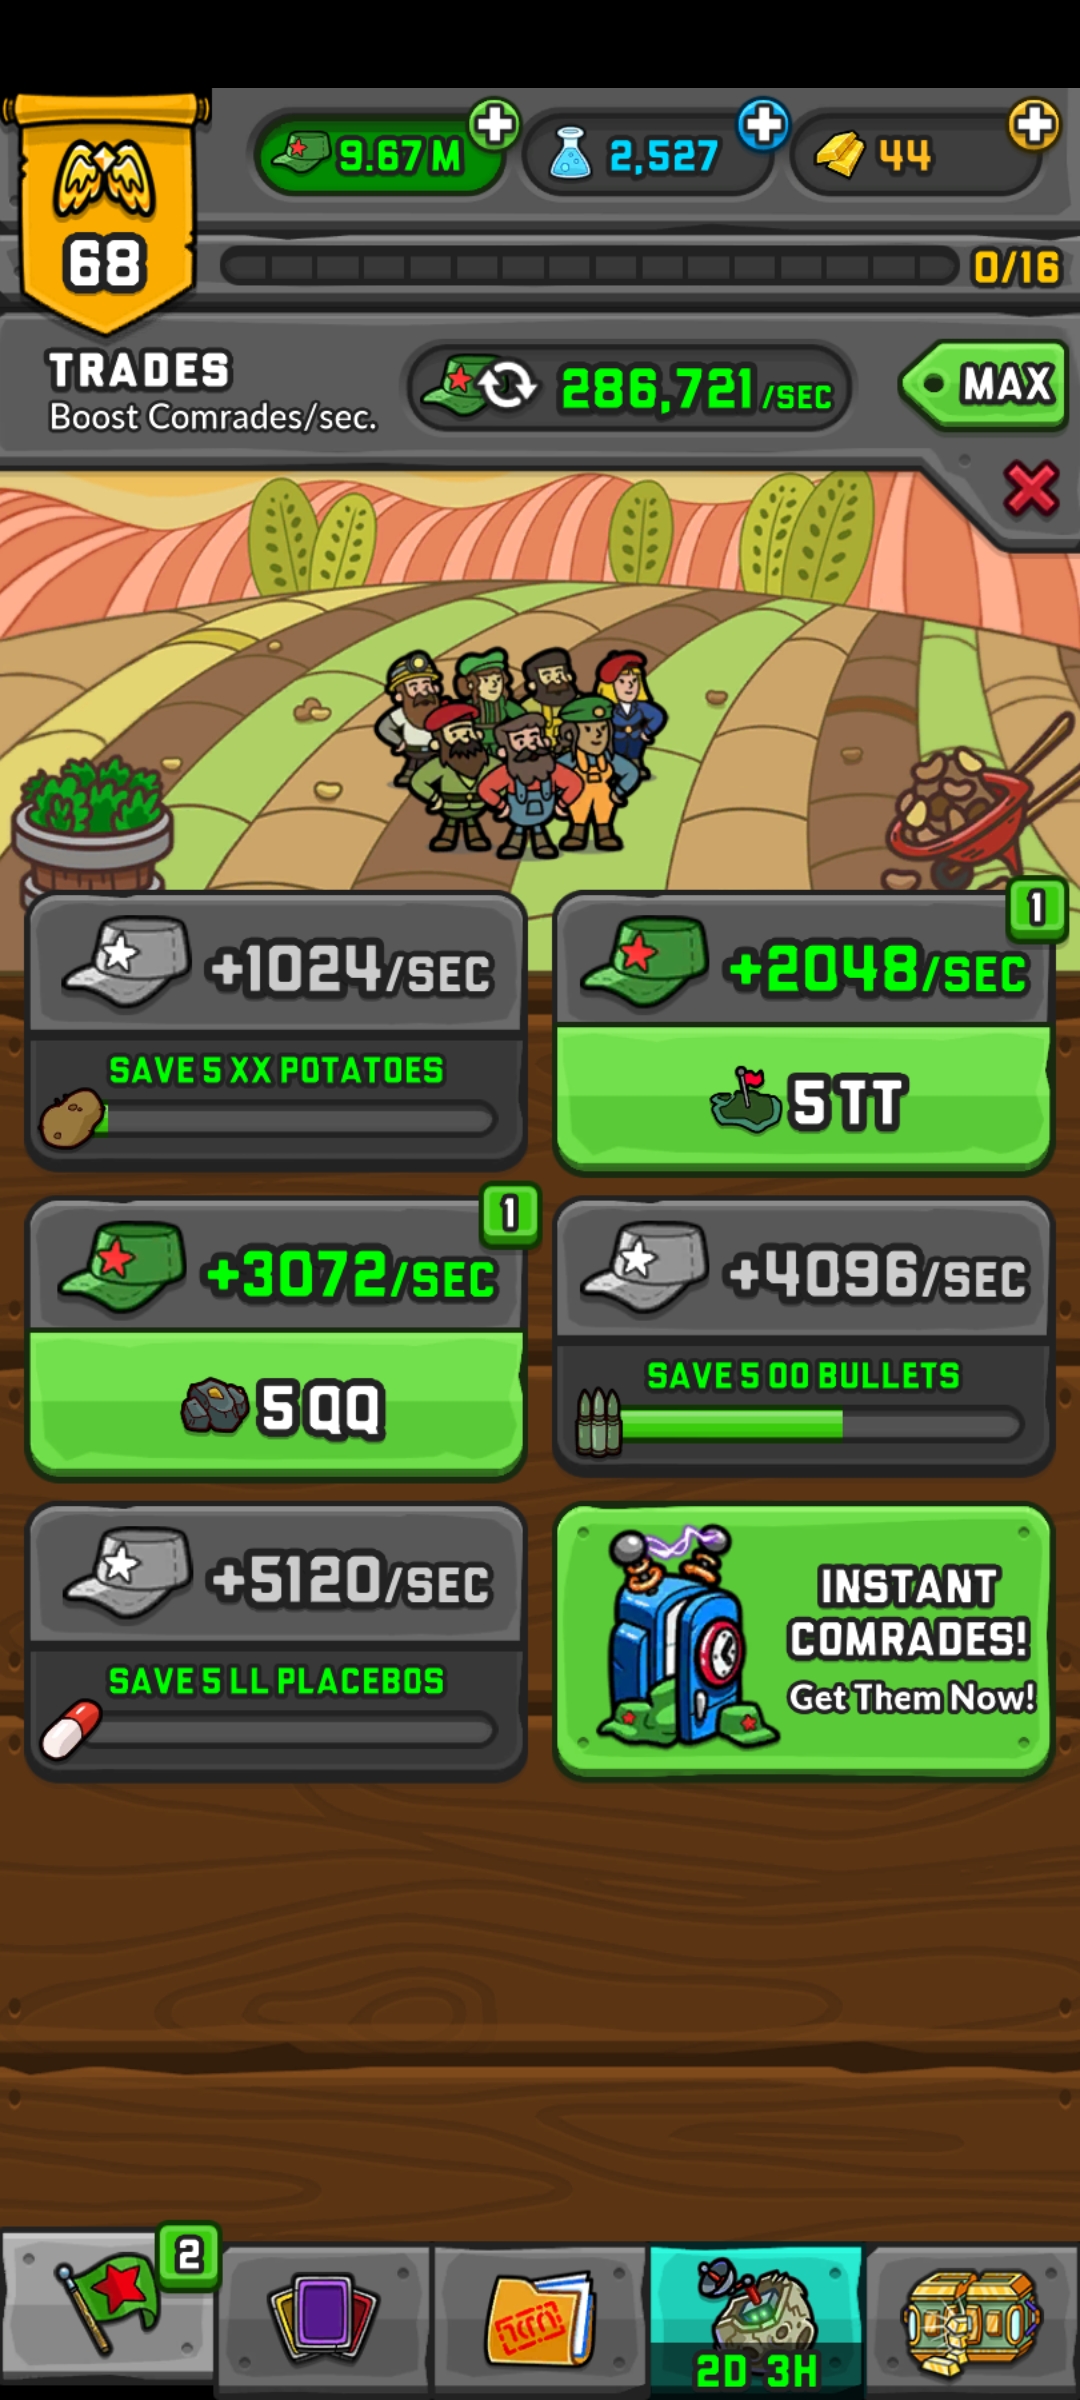 9.67M
2,527
44
68
0/16
TRADES
Boost Comrades/sec.
286,721/SEC
MAX
+1024/SEC
SAVE 5 XX POTATOES
1
+2048/SEC
5 TT
1
+3072/SEC
5 QQ
+4096/SEC
SAVE 5 OO BULLETS
+5120/SEC
SAVE 5 LL PLACEBOS
INSTANT
COMRADES!
Get Them Now!
2
2D 3H